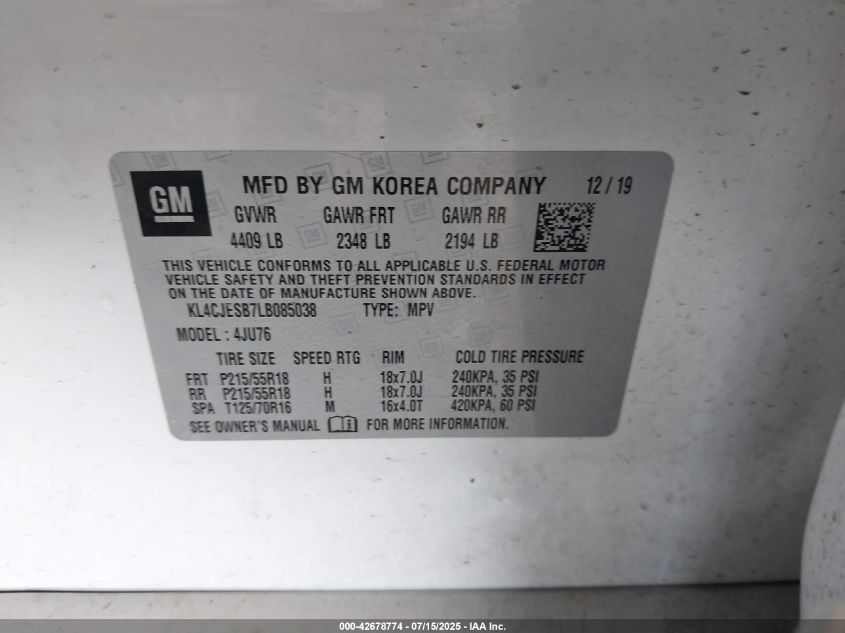 GM MFD BY GM KOREA COMPANY 12 / 19
GVWR GAWR FRT GAWR RR
4409 LB 2348 LB 2194 LB
THIS VEHICLE CONFORMS TO ALL APPLICABLE U.S. FEDERAL MOTOR
VEHICLE SAFETY AND THEFT PREVENTION STANDARDS IN EFFECT
ON THE DATE OF MANUFACTURE SHOWN ABOVE.
KL4CJESB7LB085038 TYPE: MPV
MODEL : 4JU76
TIRE SIZE SPEED RTG RIM COLD TIRE PRESSURE
FRT P215/55R18 H 18x7.0J 240KPA, 35 PSI
RR P215/55R18 H 18x7.0J 240KPA, 35 PSI
SPA T125/70R16 M 16x4.0T 420KPA, 60 PSI
SEE OWNER'S MANUAL i FOR MORE INFORMATION.
000-42678774 - 07/15/2025 - IAA Inc.